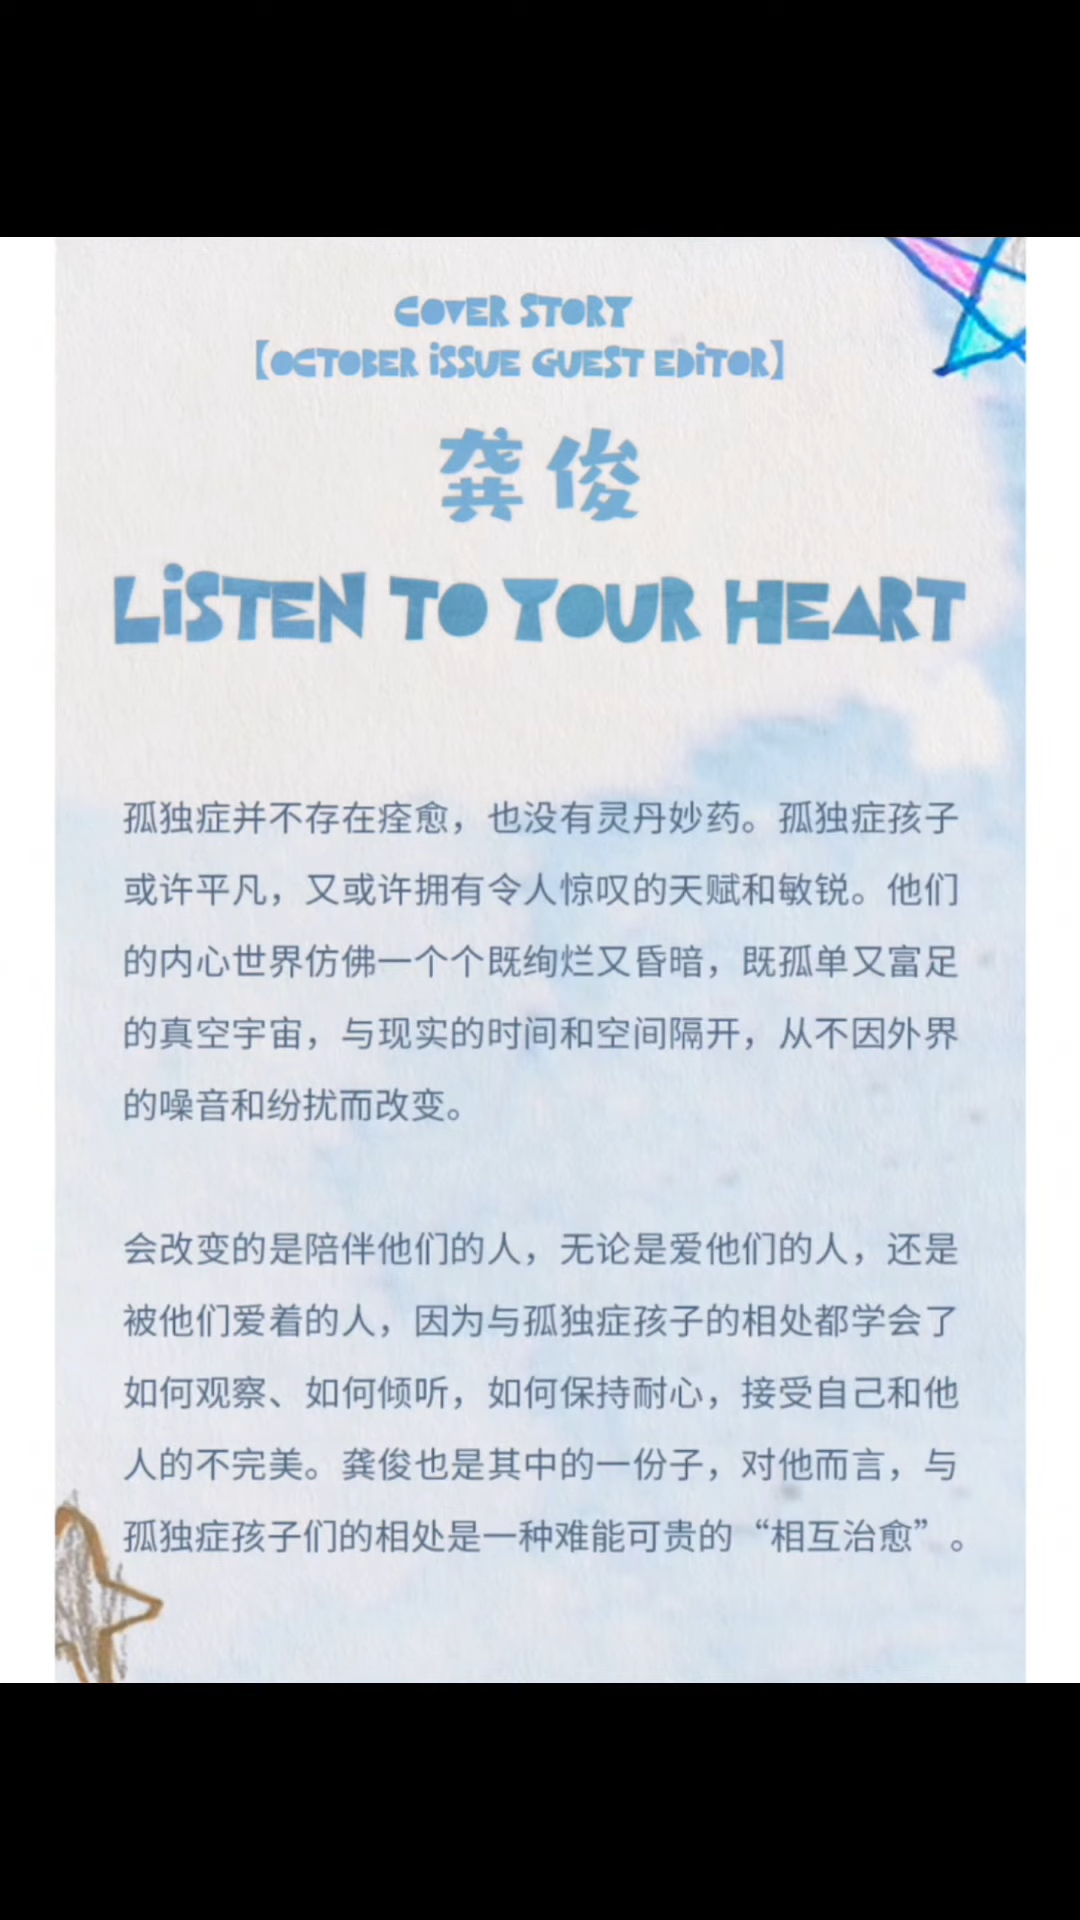 COVER STORY
【OCTOBER iSSUE GUEST EDiTOR】
龚俊
LiSTEN TO YOUR HEART
孤独症并不存在痊愈，也没有灵丹妙药。孤独症孩子
或许平凡，又或许拥有令人惊叹的天赋和敏锐。他们
的内心世界仿佛一个个既绚烂又昏暗，既孤单又富足
的真空宇宙，与现实的时间和空间隔开，从不因外界
的噪音和纷扰而改变。
会改变的是陪伴他们的人，无论是爱他们的人，还是
被他们爱着的人，因为与孤独症孩子的相处都学会了
如何观察、如何倾听，如何保持耐心，接受自己和他
人的不完美。龚俊也是其中的一份子，对他而言，与
孤独症孩子们的相处是一种难能可贵的“相互治愈”。